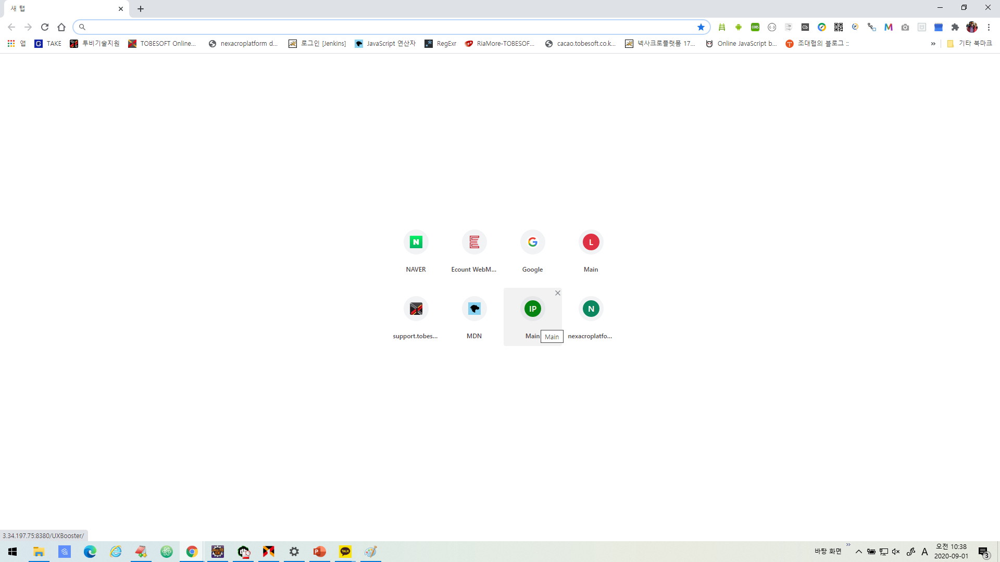 새 탭
앱
TAKE
투비기술지원
TOBESOFT Online...
nexacroplatform d...
로그인 [Jenkins]
JavaScript 연산자
RegExr
RiaMore-TOBESOF...
cacao.tobesoft.co.k...
넥사크로플랫폼 17...
Online JavaScript b...
조대협의 블로그 ::
»
기타 북마크
NAVER
Ecount WebM...
Google
L
Main
support.tobes...
MDN
IP
Main
Main
N
nexacroplatfo...
3.34.197.75:8380/UXBooster/
바탕 화면
A
오전 10:38
2020-09-01
3